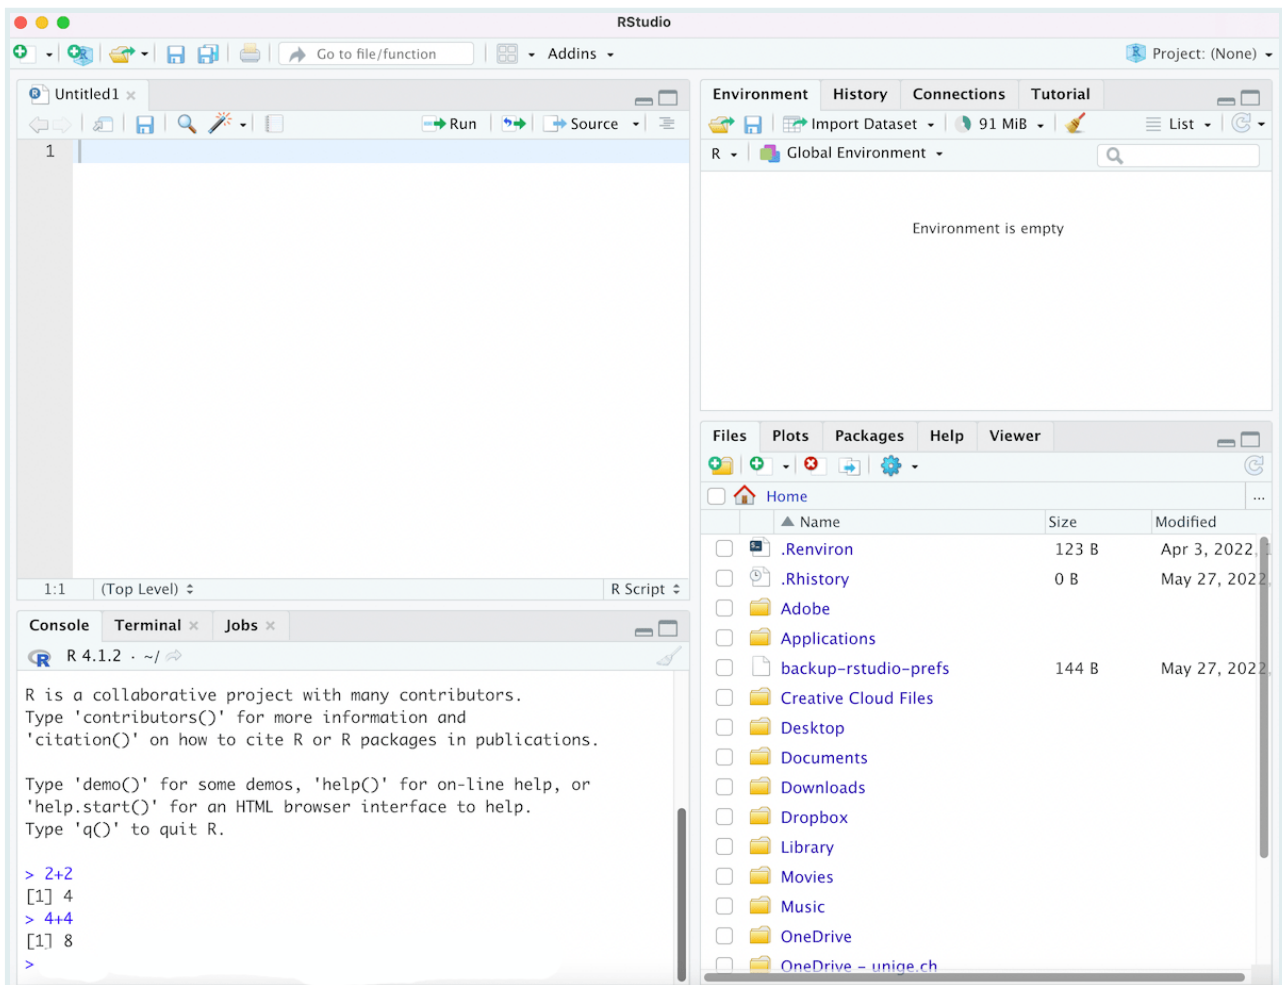 RStudio
Go to file/function
Addins
Project: (None)
Untitled1
Run
Source
1
1:1 (Top Level) R Script
Console Terminal Jobs
R 4.1.2 · ~/
R is a collaborative project with many contributors.
Type 'contributors()' for more information and
'citation()' on how to cite R or R packages in publications.
Type 'demo()' for some demos, 'help()' for on-line help, or
'help.start()' for an HTML browser interface to help.
Type 'q()' to quit R.
> 2+2
[1] 4
> 4+4
[1] 8
>
Environment History Connections Tutorial
Import Dataset 91 MiB List
R Global Environment
Environment is empty
Files Plots Packages Help Viewer
Home ...
Name Size Modified
.Renviron 123 B Apr 3, 2022, 1
.Rhistory 0 B May 27, 2022,
Adobe
Applications
backup-rstudio-prefs 144 B May 27, 2022,
Creative Cloud Files
Desktop
Documents
Downloads
Dropbox
Library
Movies
Music
OneDrive
OneDrive - unige.ch